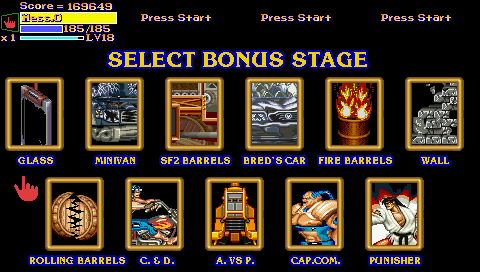 Score = 169649
Press Start
Press Start
Press Start
Mess.O
185/185
x 1
LV18
SELECT BONUS STAGE
GLASS
MINIVAN
SF2 BARRELS
BRED'S CAR
FIRE BARRELS
WALL
ROLLING BARRELS
C. & D.
A. VS P.
CAP.COM.
PUNISHER